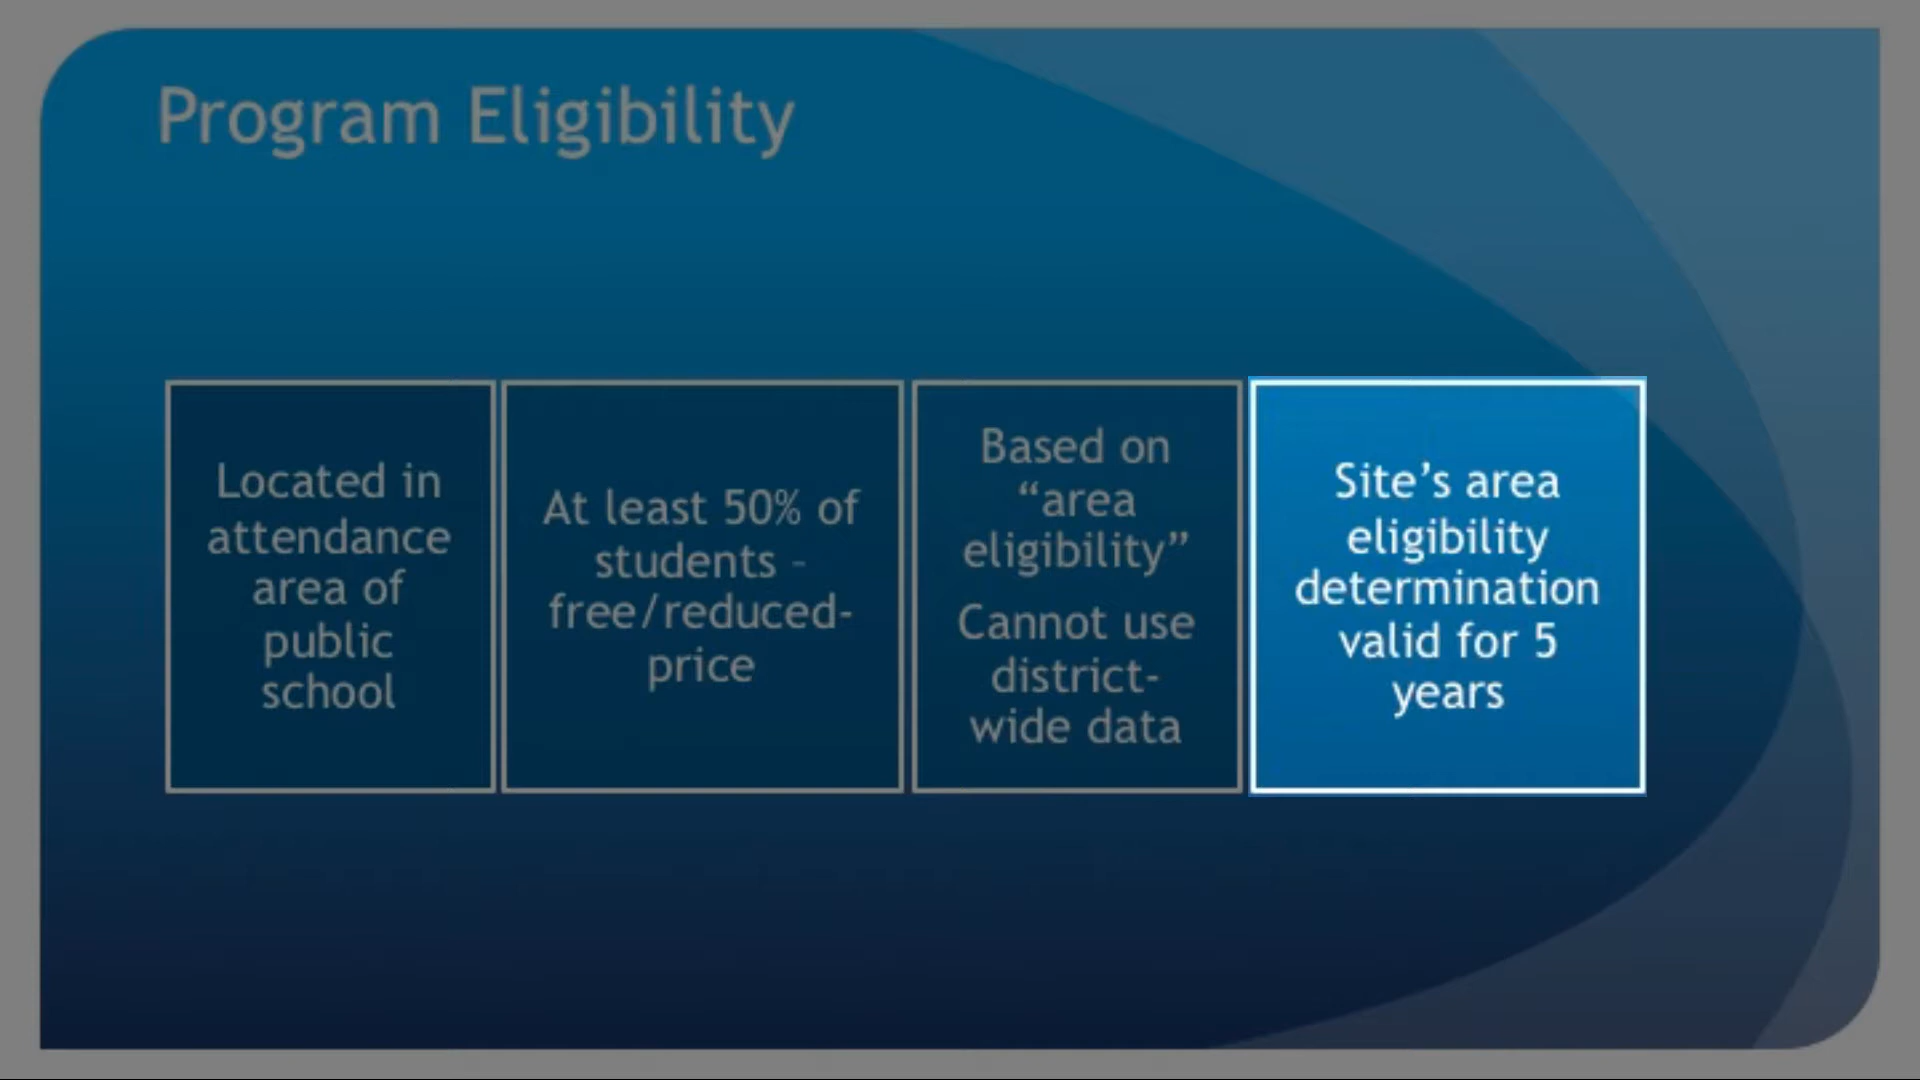 Program Eligibility
Located in
attendance
area of
public
school
At least 50% of
students –
free/reduced-
price
Based on
“area
eligibility”
Cannot use
district-
wide data
Site’s area
eligibility
determination
valid for 5
years